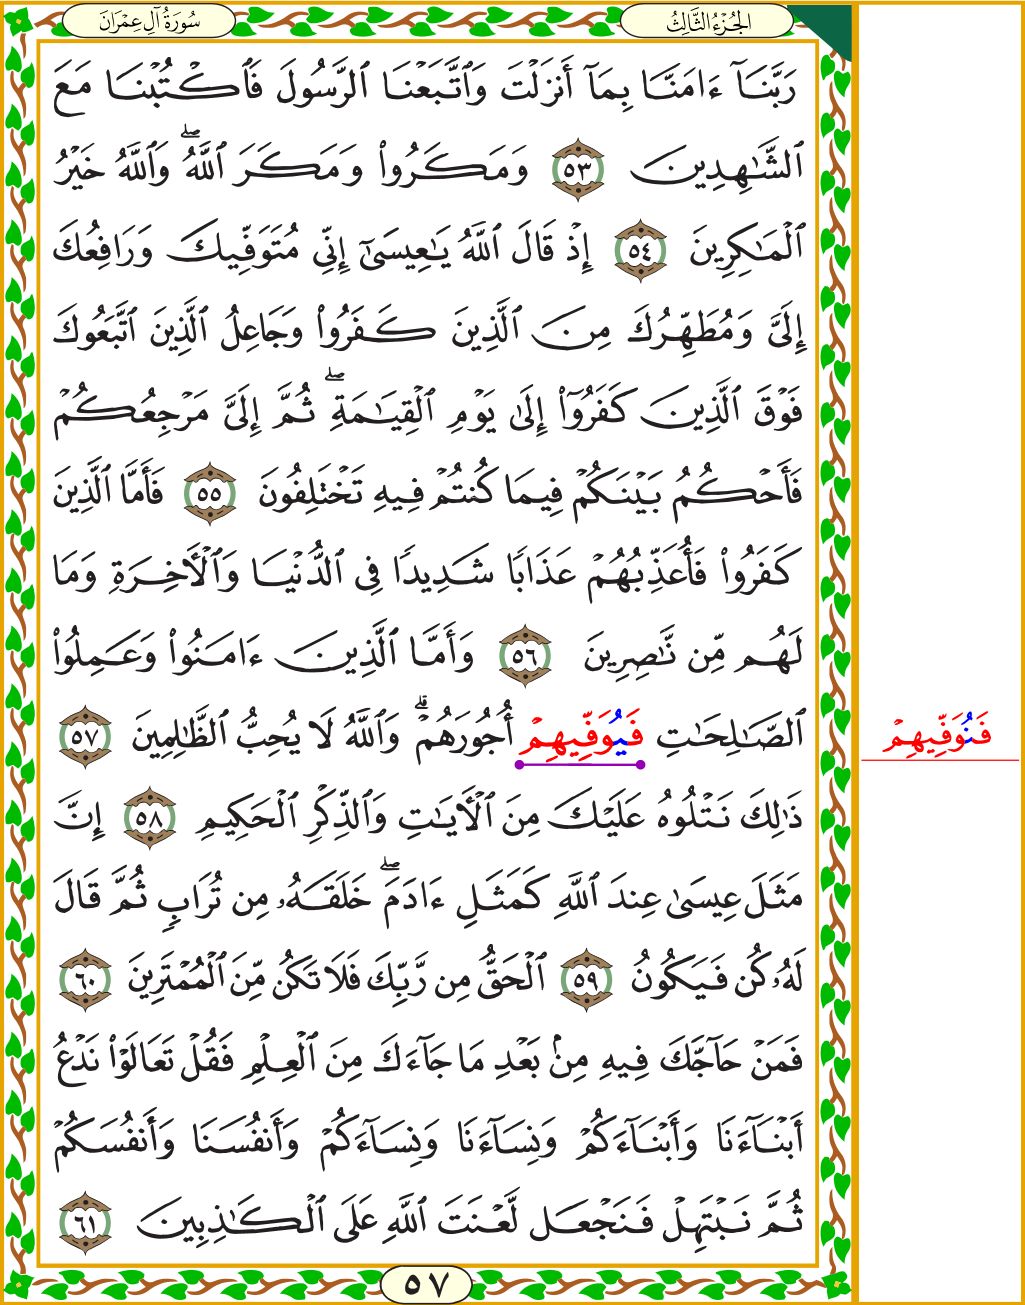 سُورَةُ آلِ عِمْرَانَ
الجُزْءُ الثَّالِثُ
رَبَّنَآ ءَامَنَّا بِمَآ أَنزَلْتَ وَٱتَّبَعْنَا ٱلرَّسُولَ فَٱكْتُبْنَا مَعَ
ٱلشَّٰهِدِينَ ٥٣ وَمَكَرُوا۟ وَمَكَرَ ٱللَّهُ ۖ وَٱللَّهُ خَيْرُ
ٱلْمَٰكِرِينَ ٥٤ إِذْ قَالَ ٱللَّهُ يَٰعِيسَىٰٓ إِنِّى مُتَوَفِّيكَ وَرَافِعُكَ
إِلَىَّ وَمُطَهِّرُكَ مِنَ ٱلَّذِينَ كَفَرُوا۟ وَجَاعِلُ ٱلَّذِينَ ٱتَّبَعُوكَ
فَوْقَ ٱلَّذِينَ كَفَرُوٓا۟ إِلَىٰ يَوْمِ ٱلْقِيَٰمَةِ ۖ ثُمَّ إِلَىَّ مَرْجِعُكُمْ
فَأَحْكُمُ بَيْنَكُمْ فِيمَا كُنتُمْ فِيهِ تَخْتَلِفُونَ ٥٥ فَأَمَّا ٱلَّذِينَ
كَفَرُوا۟ فَأُعَذِّبُهُمْ عَذَابًا شَدِيدًا فِى ٱلدُّنْيَا وَٱلْأَخِرَةِ وَمَا
لَهُم مِّن نَّٰصِرِينَ ٥٦ وَأَمَّا ٱلَّذِينَ ءَامَنُوا۟ وَعَمِلُوا۟
ٱلصَّٰلِحَٰتِ فَيُوَفِّيهِمْ أُجُورَهُمْ ۗ وَٱللَّهُ لَا يُحِبُّ ٱلظَّٰلِمِينَ ٥٧
فَنُوَفِّيهِمْ
ذَٰلِكَ نَتْلُوهُ عَلَيْكَ مِنَ ٱلْأَيَٰتِ وَٱلذِّكْرِ ٱلْحَكِيمِ ٥٨ إِنَّ
مَثَلَ عِيسَىٰ عِندَ ٱللَّهِ كَمَثَلِ ءَادَمَ ۖ خَلَقَهُۥ مِن تُرَابٍ ثُمَّ قَالَ
لَهُۥ كُن فَيَكُونُ ٥٩ ٱلْحَقُّ مِن رَّبِّكَ فَلَا تَكُن مِّنَ ٱلْمُمْتَرِينَ ٦٠
فَمَنْ حَآجَّكَ فِيهِ مِنۢ بَعْدِ مَا جَآءَكَ مِنَ ٱلْعِلْمِ فَقُلْ تَعَالَوْا۟ نَدْعُ
أَبْنَآءَنَا وَأَبْنَآءَكُمْ وَنِسَآءَنَا وَنِسَآءَكُمْ وَأَنفُسَنَا وَأَنفُسَكُمْ
ثُمَّ نَبْتَهِلْ فَنَجْعَل لَّعْنَتَ ٱللَّهِ عَلَى ٱلْكَٰذِبِينَ ٦١
٥٧